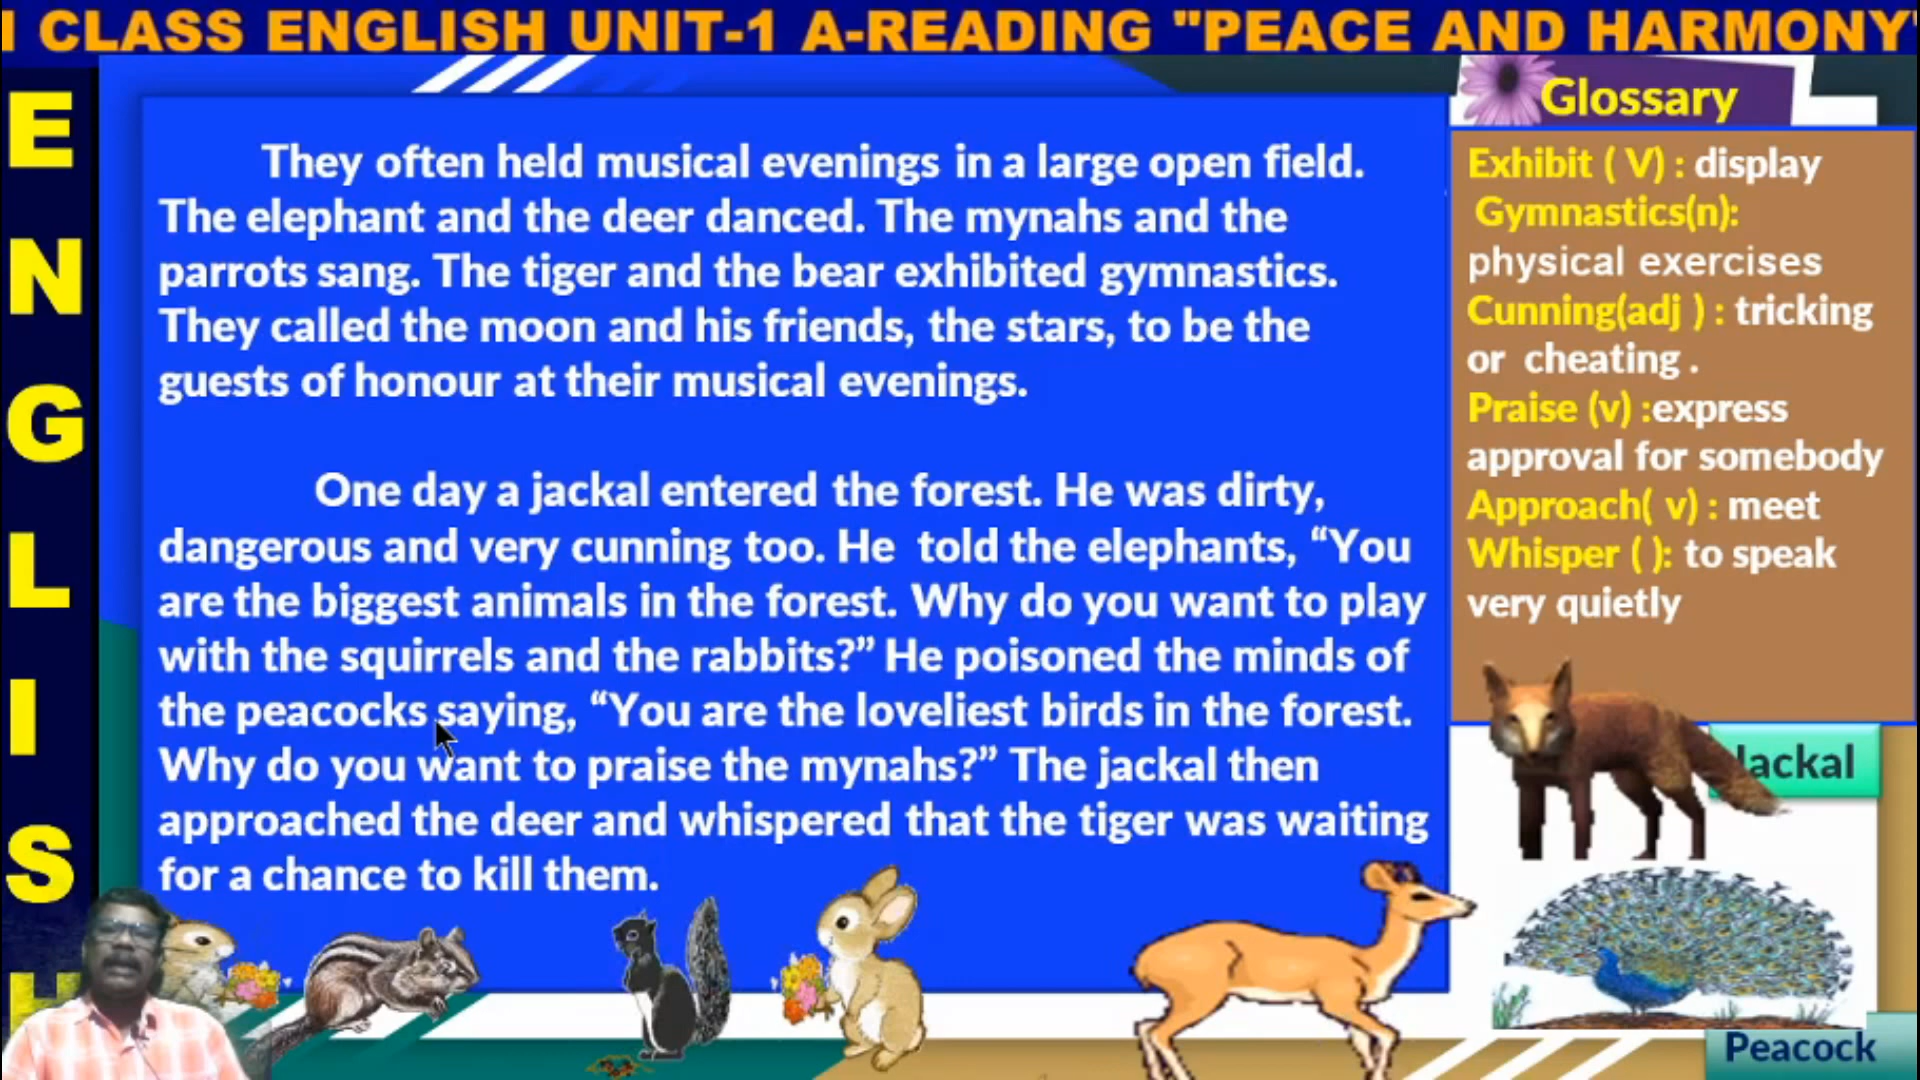 CLASS ENGLISH UNIT-1 A-READING "PEACE AND HARMONY"
ENGLISH
They often held musical evenings in a large open field.
The elephant and the deer danced. The mynahs and the
parrots sang. The tiger and the bear exhibited gymnastics.
They called the moon and his friends, the stars, to be the
guests of honour at their musical evenings.
One day a jackal entered the forest. He was dirty,
dangerous and very cunning too. He told the elephants, “You
are the biggest animals in the forest. Why do you want to play
with the squirrels and the rabbits?” He poisoned the minds of
the peacocks saying, “You are the loveliest birds in the forest.
Why do you want to praise the mynahs?” The jackal then
approached the deer and whispered that the tiger was waiting
for a chance to kill them.
Glossary
Exhibit ( V) : display
Gymnastics(n):
physical exercises
Cunning(adj ) : tricking
or cheating .
Praise (v) :express
approval for somebody
Approach( v) : meet
Whisper ( ): to speak
very quietly
Jackal
Peacock